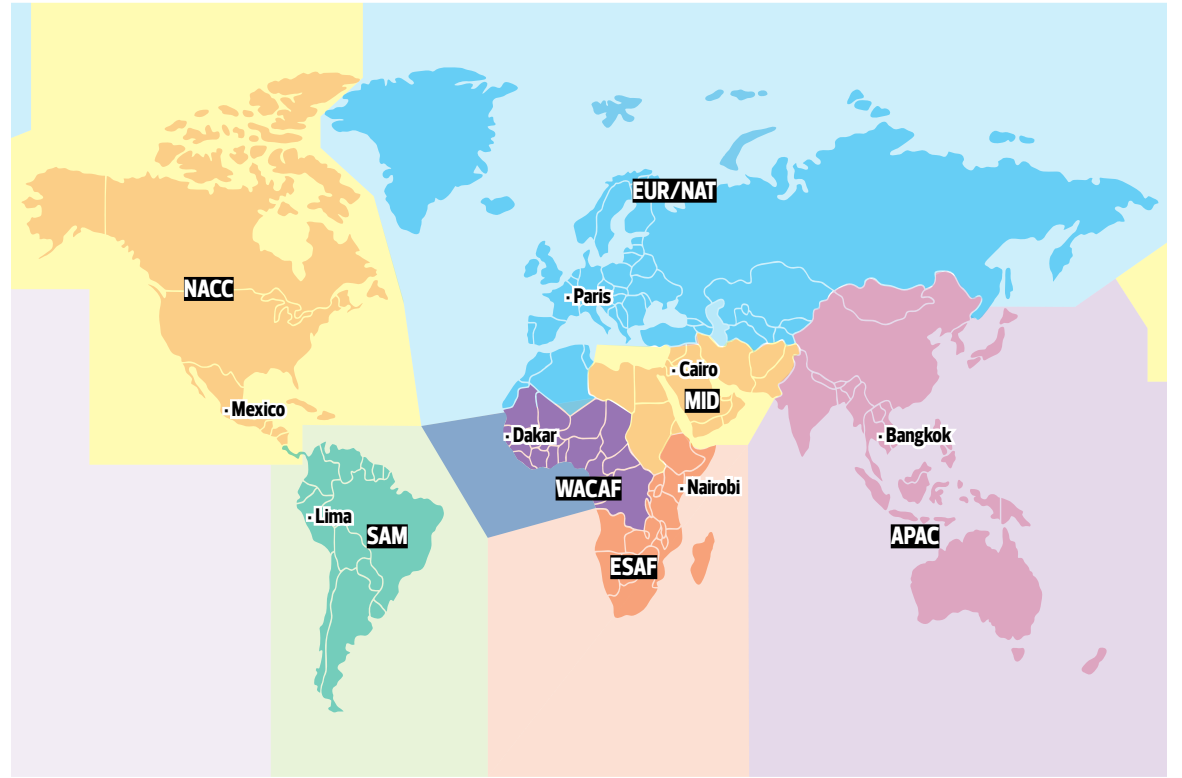 EUR/NAT
NACC
Paris
Cairo
MID
Mexico
Dakar
Bangkok
WACAF
Nairobi
Lima
SAM
APAC
ESAF